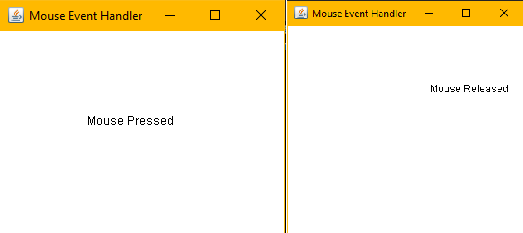 Mouse Event Handler
Mouse Pressed
Mouse Event Handler
Mouse Released